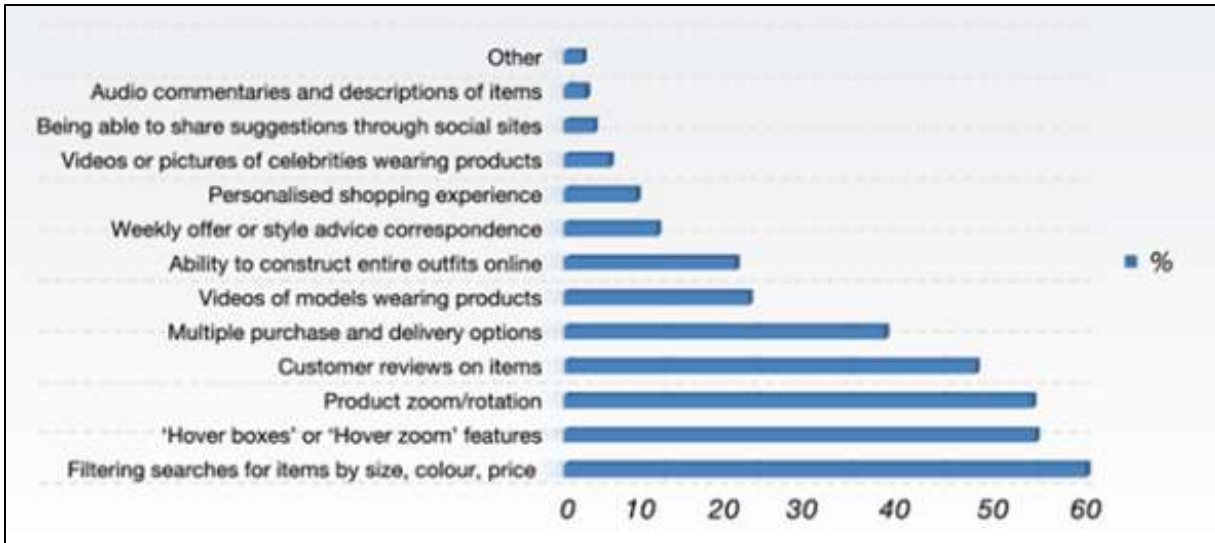 Other
Audio commentaries and descriptions of items
Being able to share suggestions through social sites
Videos or pictures of celebrities wearing products
Personalised shopping experience
Weekly offer or style advice correspondence
Ability to construct entire outfits online
%
Videos of models wearing products
Multiple purchase and delivery options
Customer reviews on items
Product zoom/rotation
‘Hover boxes’ or ‘Hover zoom’ features
Filtering searches for items by size, colour, price
0 10 20 30 40 50 60